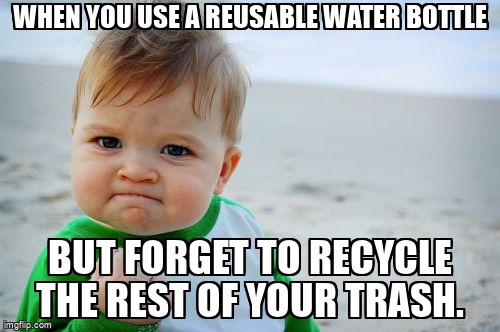 WHEN YOU USE A REUSABLE WATER BOTTLE
BUT FORGET TO RECYCLE
THE REST OF YOUR TRASH.
imgflip.com